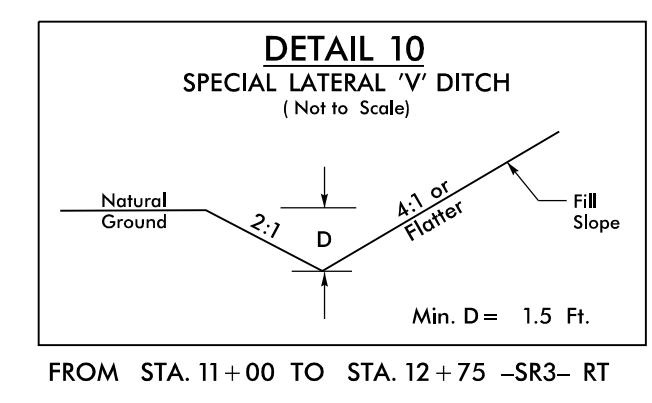 DETAIL 10
SPECIAL LATERAL 'V' DITCH
( Not to Scale)
Natural
Ground
2:1
D
4:1 or
Flatter
Fill
Slope
Min. D = 1.5 Ft.
FROM STA. 11+00 TO STA. 12+75 -SR3- RT